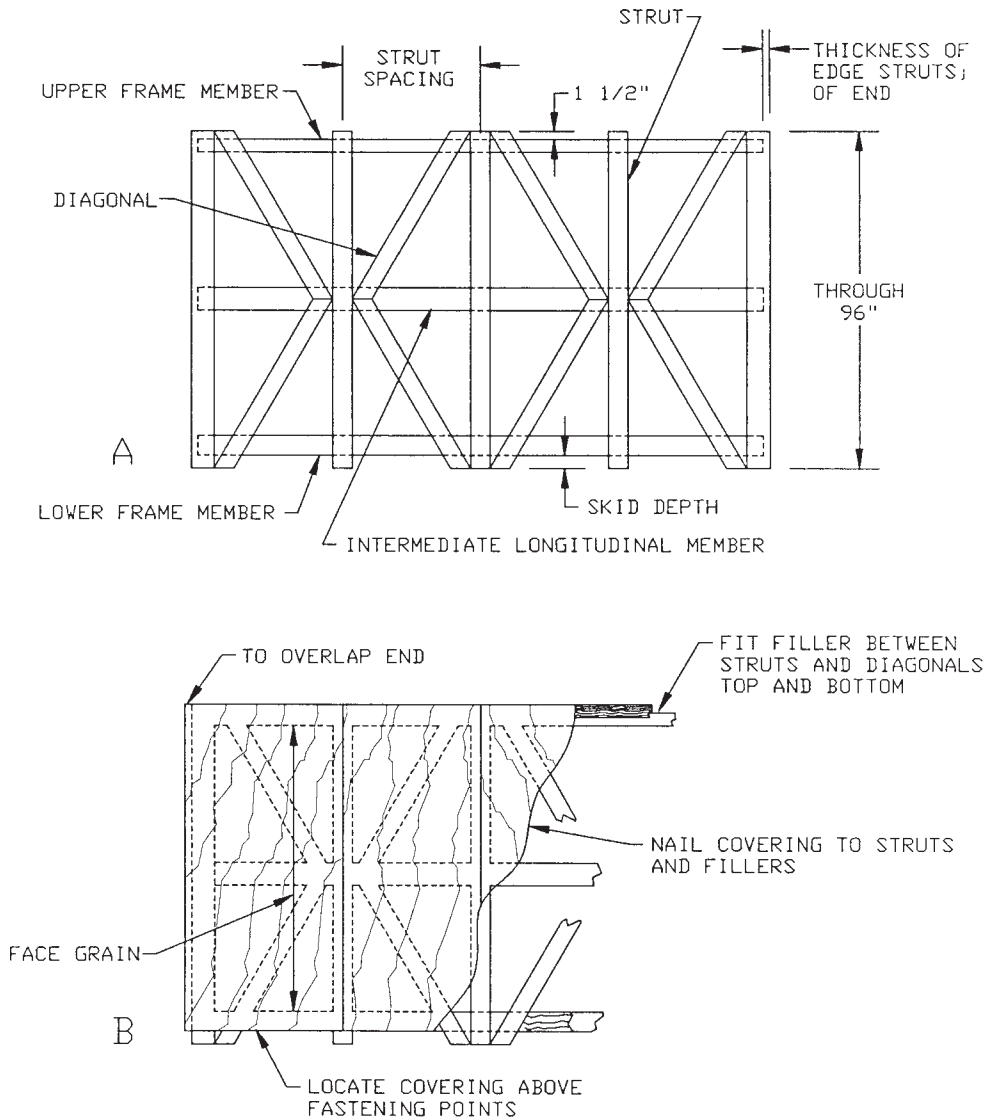 STRUT
STRUT
SPACING
THICKNESS OF
EDGE STRUTS;
OF END
UPPER FRAME MEMBER
1 1/2"
DIAGONAL
THROUGH
96"
A
LOWER FRAME MEMBER
SKID DEPTH
INTERMEDIATE LONGITUDINAL MEMBER
TO OVERLAP END
FIT FILLER BETWEEN
STRUTS AND DIAGONALS
TOP AND BOTTOM
NAIL COVERING TO STRUTS
AND FILLERS
FACE GRAIN
B
LOCATE COVERING ABOVE
FASTENING POINTS